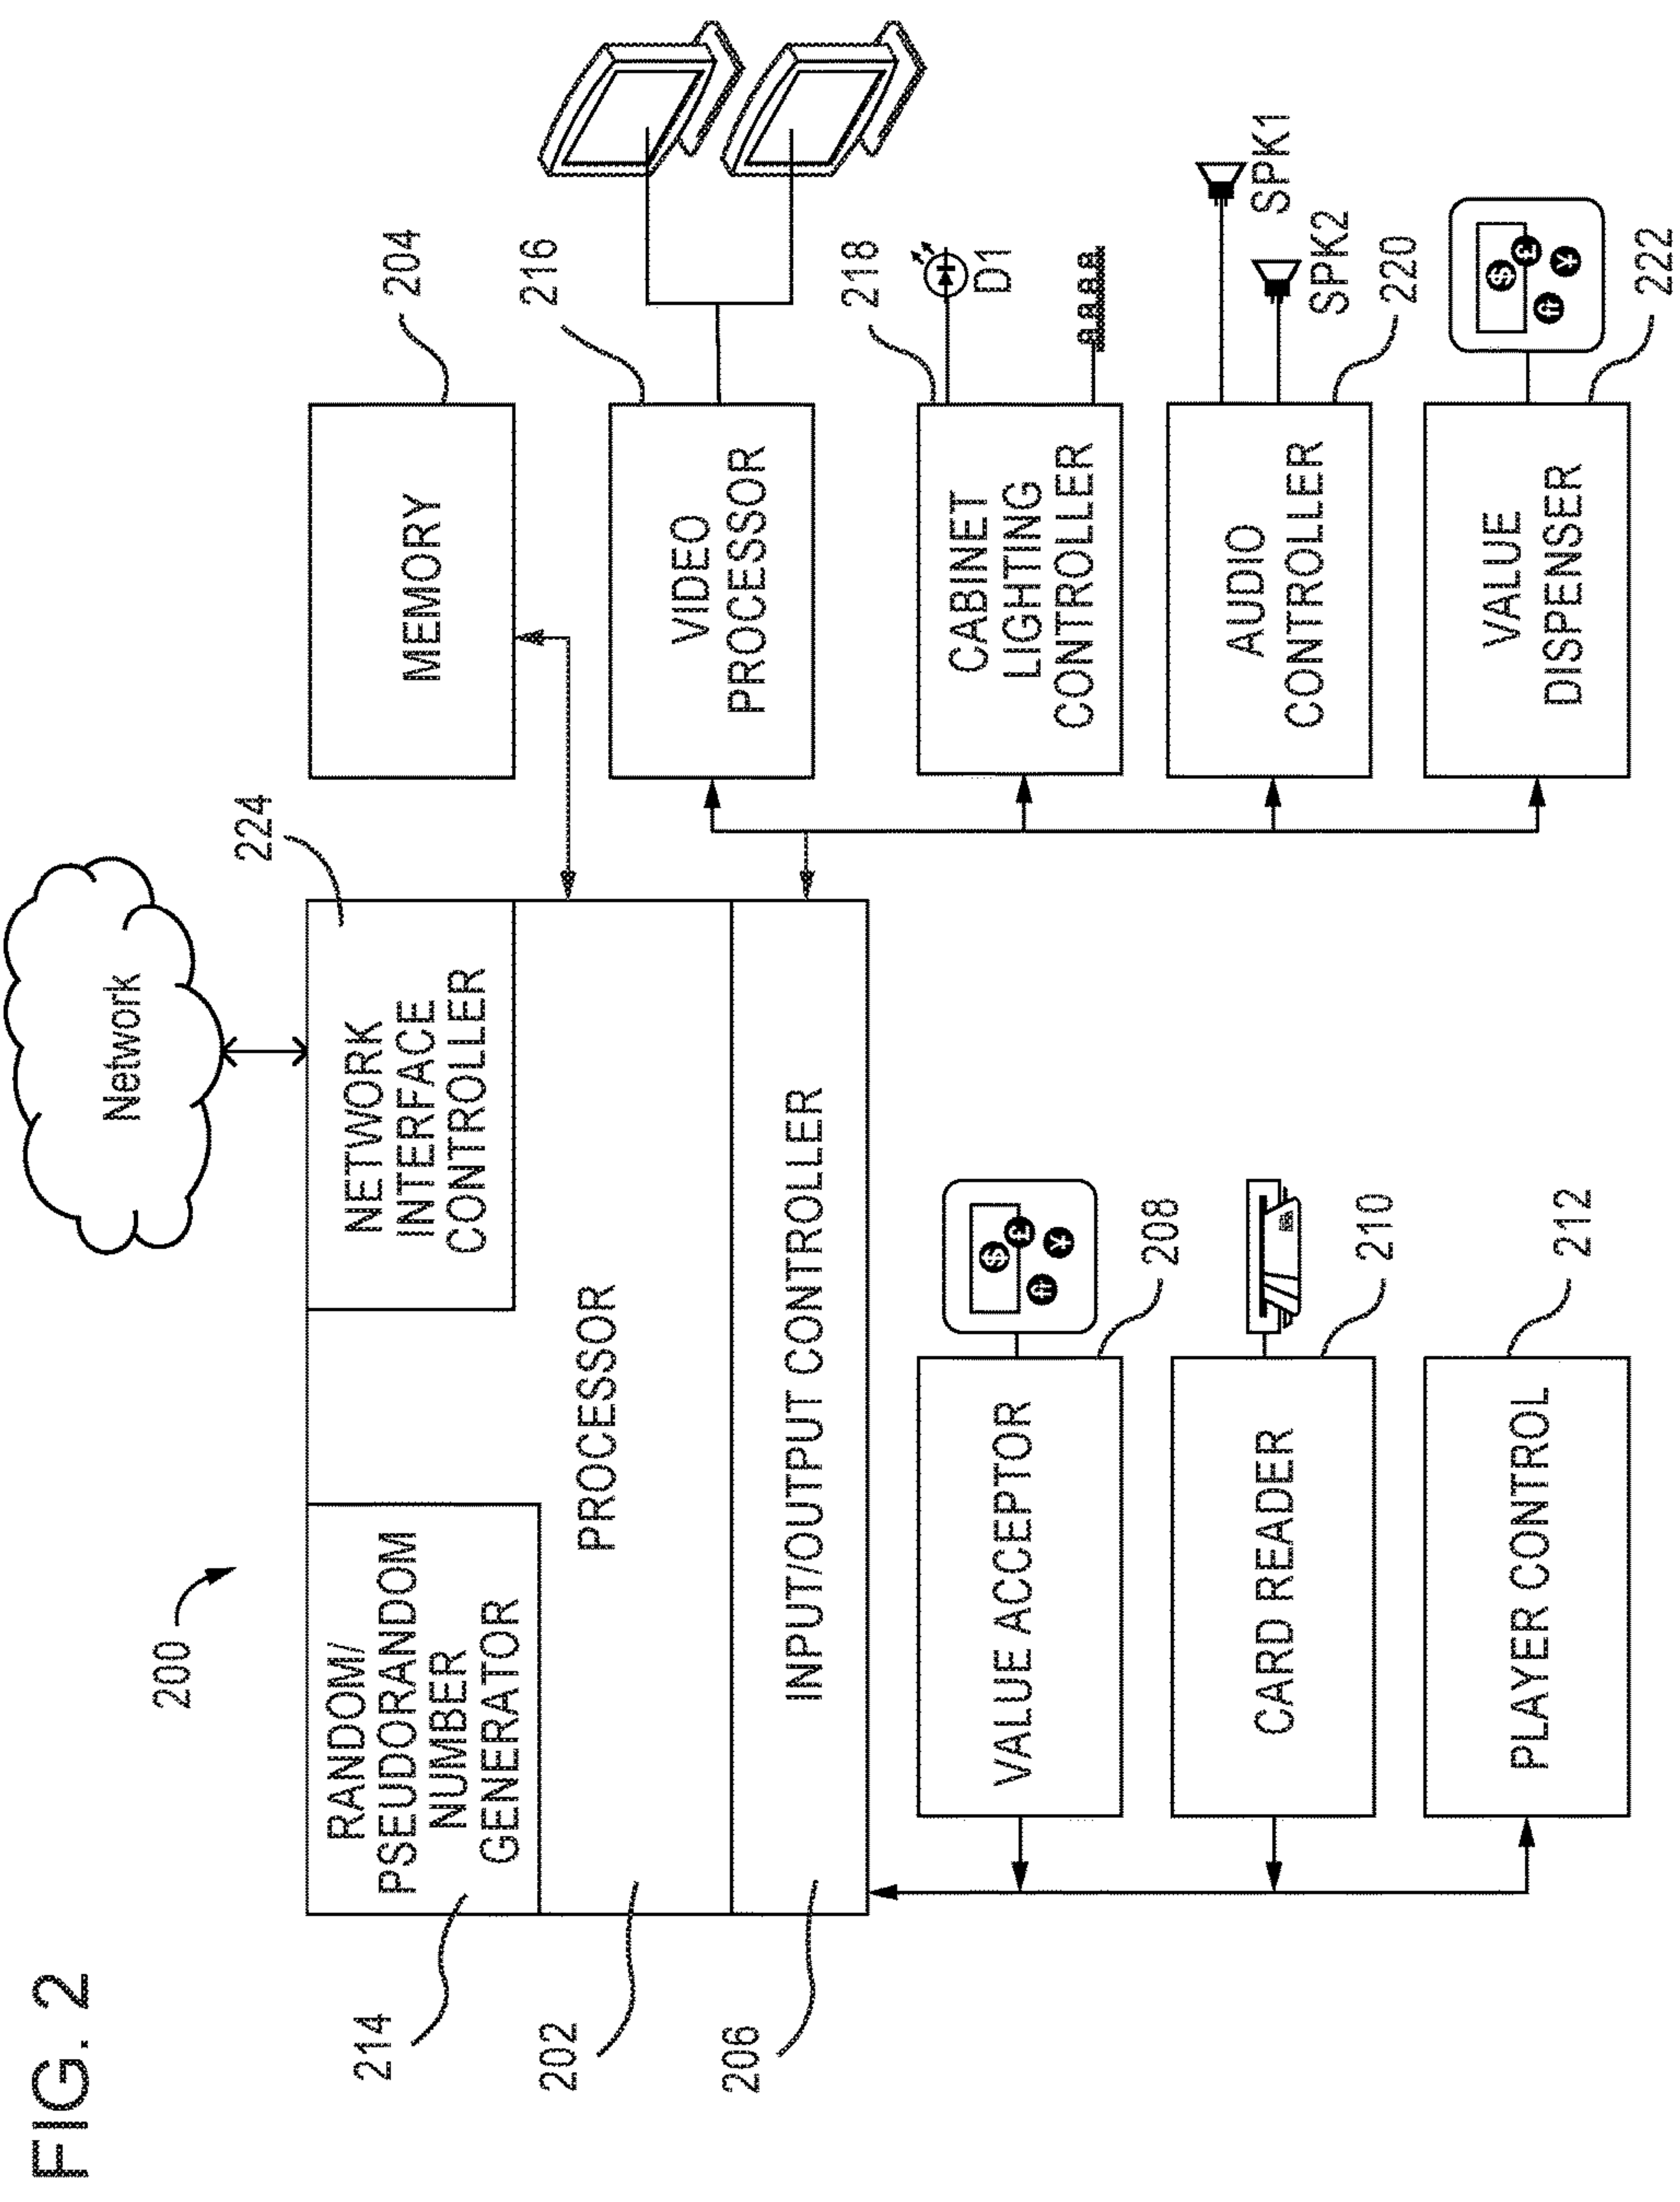 FIG. 2
200
Network
224
204
214
RANDOM/
PSEUDORANDOM
NUMBER
GENERATOR
NETWORK
INTERFACE
CONTROLLER
MEMORY
202
PROCESSOR
216
VIDEO
PROCESSOR
206
INPUT/OUTPUT CONTROLLER
218
D1
CABINET
LIGHTING
CONTROLLER
VALUE ACCEPTOR
$
£
¥
208
SPK1
SPK2
AUDIO
CONTROLLER
220
CARD READER
210
VALUE
DISPENSER
$
£
¥
222
PLAYER CONTROL
212